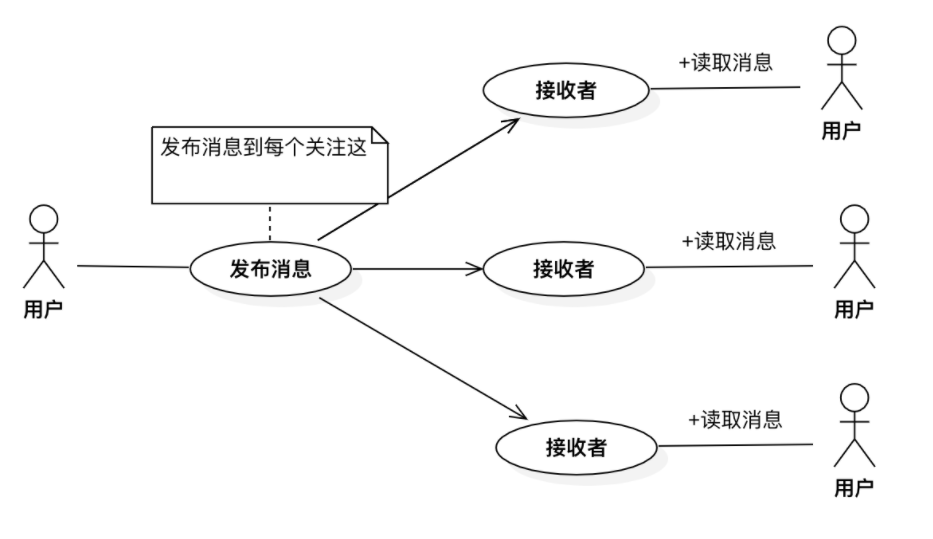 +读取消息
接收者
用户
发布消息到每个关注这
+读取消息
用户
发布消息
接收者
用户
+读取消息
接收者
用户